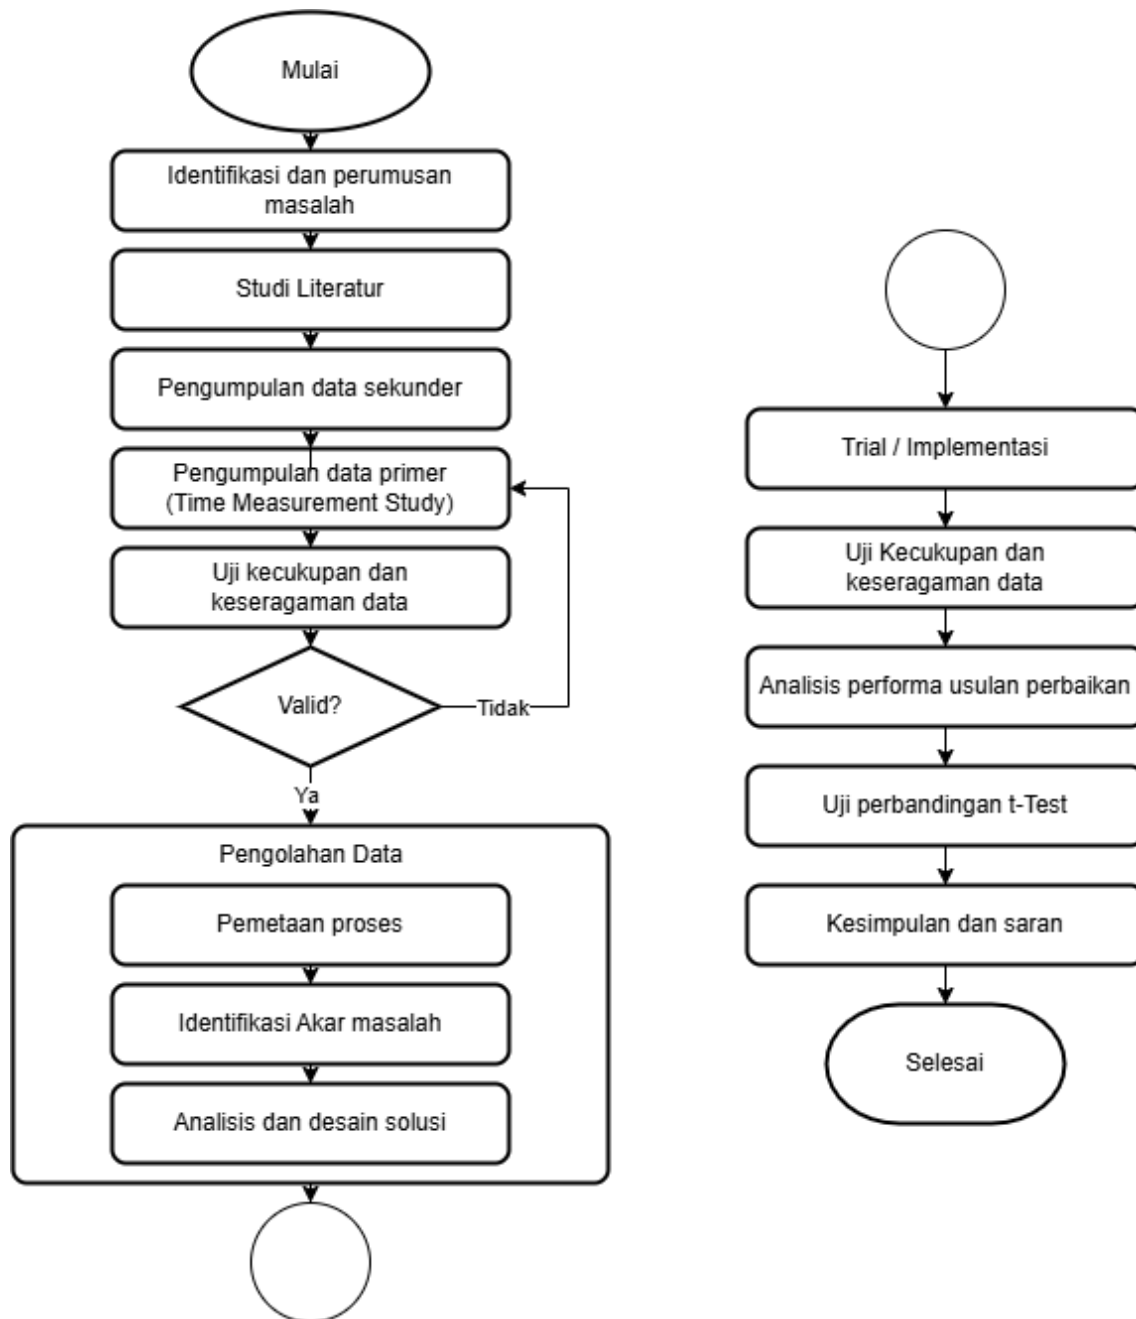 Mulai
Identifikasi dan perumusan
masalah
Studi Literatur
Pengumpulan data sekunder
Pengumpulan data primer
(Time Measurement Study)
Uji kecukupan dan
keseragaman data
Valid?
Tidak
Ya
Pengolahan Data
Pemetaan proses
Identifikasi Akar masalah
Analisis dan desain solusi
Trial / Implementasi
Uji Kecukupan dan
keseragaman data
Analisis performa usulan perbaikan
Uji perbandingan t-Test
Kesimpulan dan saran
Selesai